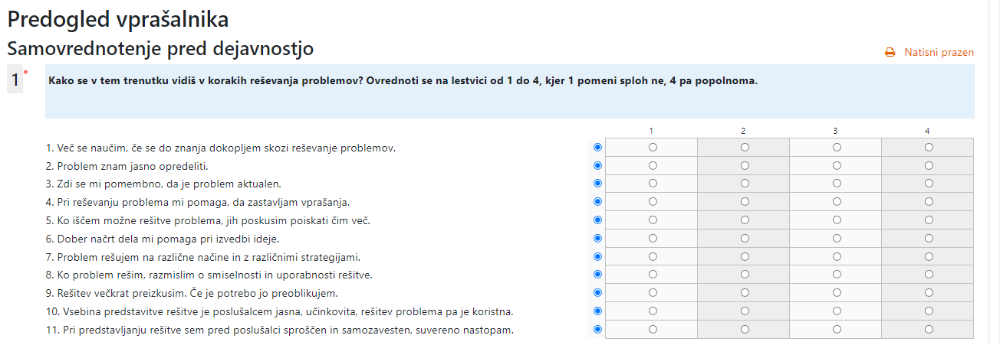 Predogled vprašalnika
Samovrednotenje pred dejavnostjo
Natisni prazen
1 *
Kako se v tem trenutku vidiš v korakih reševanja problemov? Ovrednoti se na lestvici od 1 do 4, kjer 1 pomeni sploh ne, 4 pa popolnoma.
1 2 3 4
1. Več se naučim, če se do znanja dokopljem skozi reševanje problemov.
2. Problem znam jasno opredeliti.
3. Zdi se mi pomembno, da je problem aktualen.
4. Pri reševanju problema mi pomaga, da zastavljam vprašanja.
5. Ko iščem možne rešitve problema, jih poskusim poiskati čim več.
6. Dober načrt dela mi pomaga pri izvedbi ideje.
7. Problem rešujem na različne načine in z različnimi strategijami.
8. Ko problem rešim, razmislim o smiselnosti in uporabnosti rešitve.
9. Rešitev večkrat preizkusim. Če je potrebo jo preoblikujem.
10. Vsebina predstavitve rešitve je poslušalcem jasna, učinkovita, rešitev problema pa je koristna.
11. Pri predstavljanju rešitve sem pred poslušalci sproščen in samozavesten, suvereno nastopam.